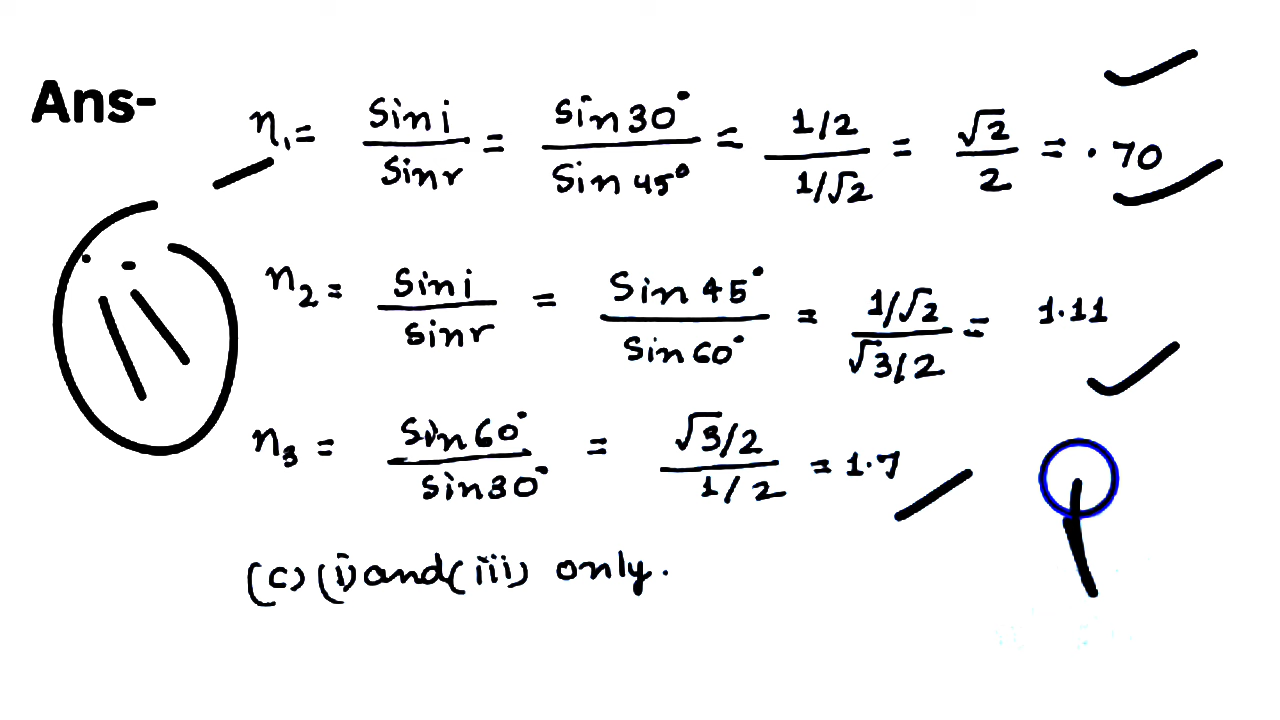 Ans-
n₁ = Sin i / Sin r = Sin 30° / Sin 45° = 1/2 / 1/√2 = √2 / 2 = .70
n₂ = Sin i / Sin r = Sin 45° / Sin 60° = 1/√2 / √3/2 = 1.11
n₃ = Sin 60° / Sin 30° = √3/2 / 1/2 = 1.7
(c) (i) and (iii) only.